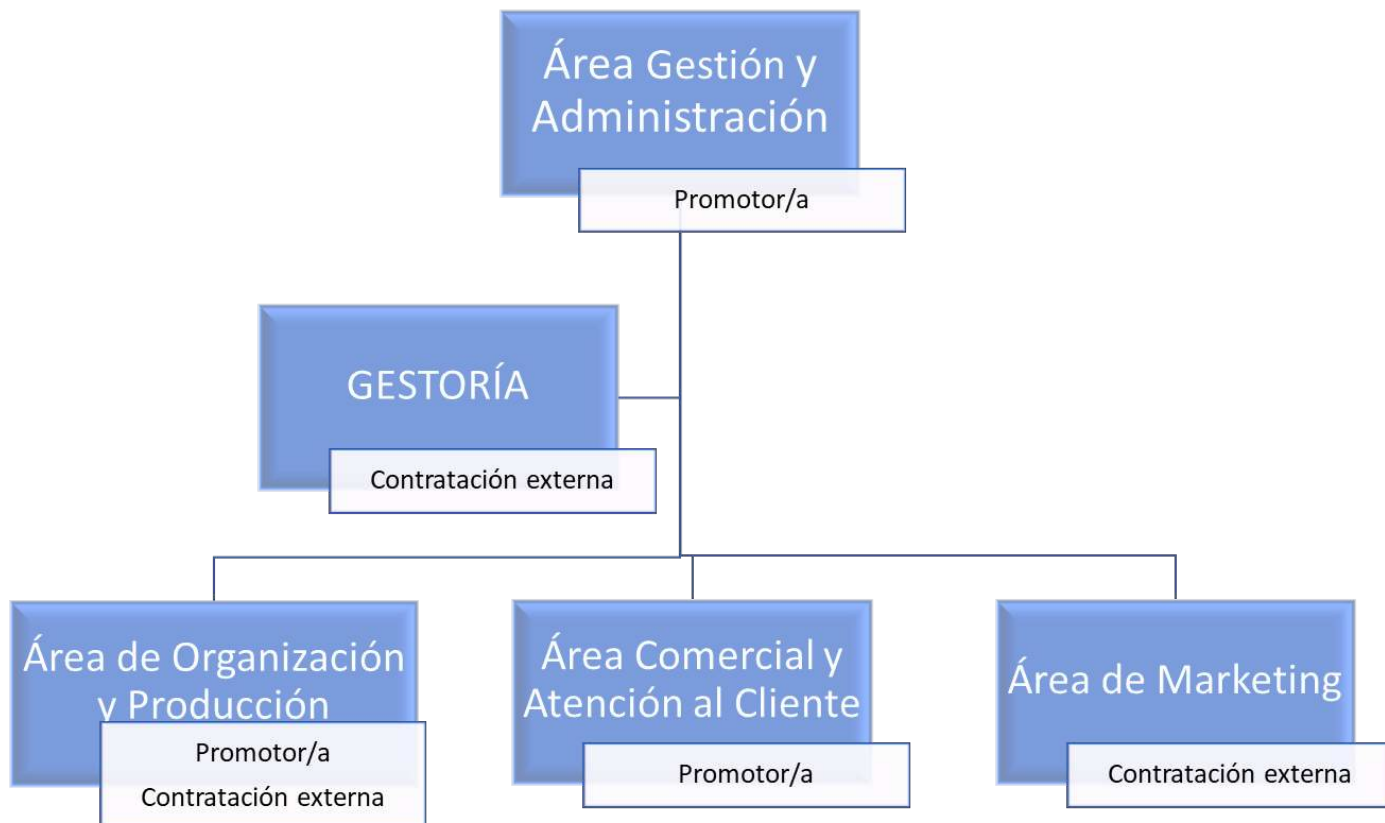 Área Gestión y
Administración
Promotor/a
GESTORÍA
Contratación externa
Área de Organización
y Producción
Promotor/a
Contratación externa
Área Comercial y
Atención al Cliente
Promotor/a
Área de Marketing
Contratación externa